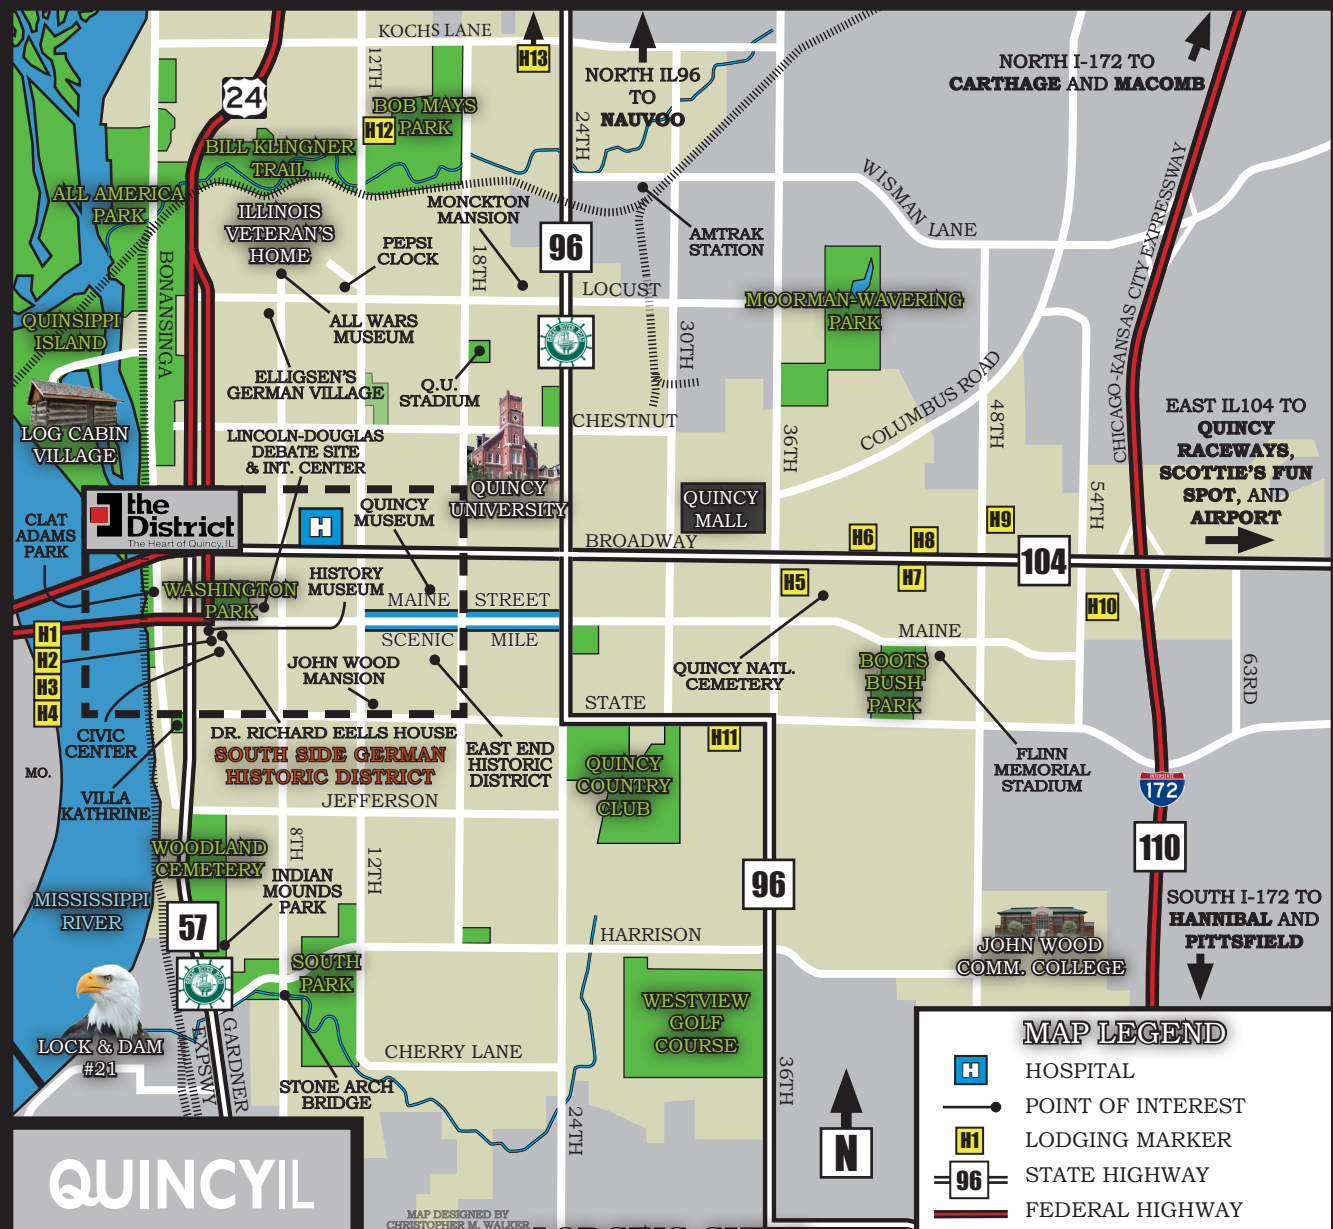 KOCHS LANE
12TH
H13
NORTH IL96
TO
NAUVOO
NORTH I-172 TO
CARTHAGE AND MACOMB
24
BOB MAYS
PARK
H12
24TH
BILL KLINGNER
TRAIL
ALL AMERICA
PARK
WISMAN LANE
CHICAGO-KANSAS CITY EXPRESSWAY
ILLINOIS
VETERAN'S
HOME
MONCKTON
MANSION
PEPSI
CLOCK
18TH
96
AMTRAK
STATION
BONANSINGA
LOCUST
MOORMAN-WAVERING
PARK
QUINSIPPI
ISLAND
ALL WARS
MUSEUM
30TH
ELLIGSEN'S
GERMAN VILLAGE
Q.U.
STADIUM
COLUMBUS ROAD
48TH
36TH
CHESTNUT
EAST IL104 TO
QUINCY
RACEWAYS,
SCOTTIE'S FUN
SPOT, AND
AIRPORT
LOG CABIN
VILLAGE
LINCOLN-DOUGLAS
DEBATE SITE
& INT. CENTER
QUINCY
UNIVERSITY
QUINCY
MALL
54TH
the
District
The Heart of Quincy, IL
H
QUINCY
MUSEUM
CLAT
ADAMS
PARK
BROADWAY
H6
H8
H9
104
H5
H7
H10
WASHINGTON
PARK
HISTORY
MUSEUM
MAINE STREET
SCENIC MILE
H1
H2
H3
H4
MAINE
JOHN WOOD
MANSION
QUINCY NATL.
CEMETERY
BOOTS
BUSH
PARK
63RD
STATE
CIVIC
CENTER
DR. RICHARD EELLS HOUSE
SOUTH SIDE GERMAN
HISTORIC DISTRICT
EAST END
HISTORIC
DISTRICT
H11
QUINCY
COUNTRY
CLUB
FLINN
MEMORIAL
STADIUM
MO.
VILLA
KATHRINE
JEFFERSON
INTERSTATE
172
110
8TH
12TH
WOODLAND
CEMETERY
INDIAN
MOUNDS
PARK
MISSISSIPPI
RIVER
57
96
SOUTH I-172 TO
HANNIBAL AND
PITTSFIELD
HARRISON
JOHN WOOD
COMM. COLLEGE
SOUTH
PARK
WESTVIEW
GOLF
COURSE
LOCK & DAM
#21
GARDNER
EXPSWY
CHERRY LANE
STONE ARCH
BRIDGE
24TH
36TH
N
MAP LEGEND
H HOSPITAL
POINT OF INTEREST
H1 LODGING MARKER
96 STATE HIGHWAY
FEDERAL HIGHWAY
QUINCYIL
MAP DESIGNED BY
CHRISTOPHER M. WALKER